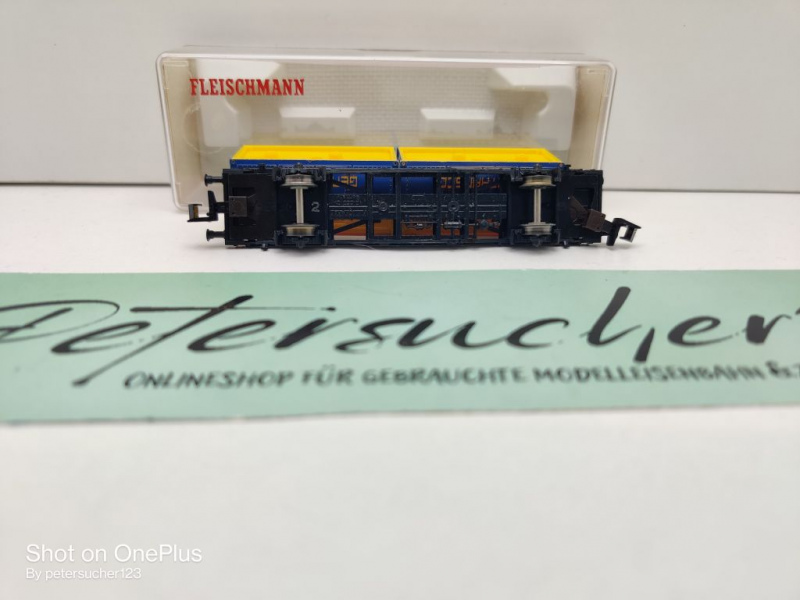 FLEISCHMANN
2
Petersucher
ONLINESHOP FÜR GEBRAUCHTE MODELLEISENBAHN &
Shot on OnePlus
By petersucher123